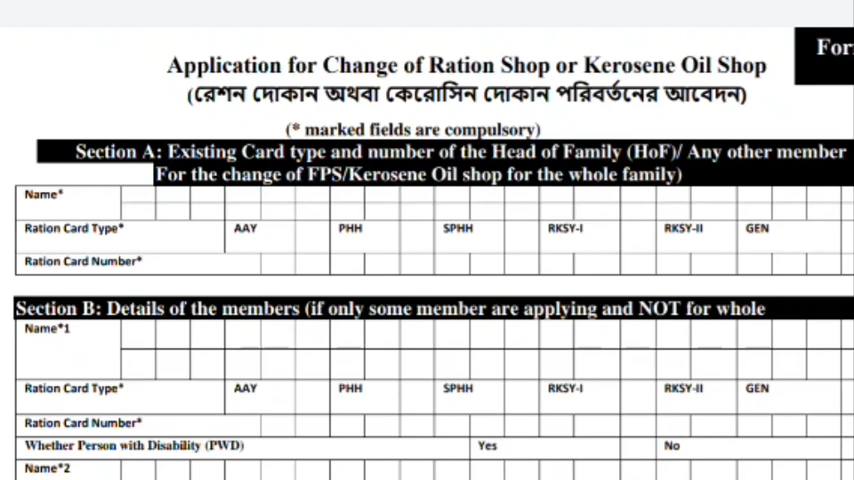 For
Application for Change of Ration Shop or Kerosene Oil Shop
(রেশন দোকান অথবা কেরোসিন দোকান পরিবর্তনের আবেদন)
(* marked fields are compulsory)
Section A: Existing Card type and number of the Head of Family (HoF)/ Any other member
For the change of FPS/Kerosene Oil shop for the whole family)
Name*
Ration Card Type* AAY PHH SPHH RKSY-I RKSY-II GEN
Ration Card Number*
Section B: Details of the members (if only some member are applying and NOT for whole
Name*1
Ration Card Type* AAY PHH SPHH RKSY-I RKSY-II GEN
Ration Card Number*
Whether Person with Disability (PWD) Yes No
Name*2